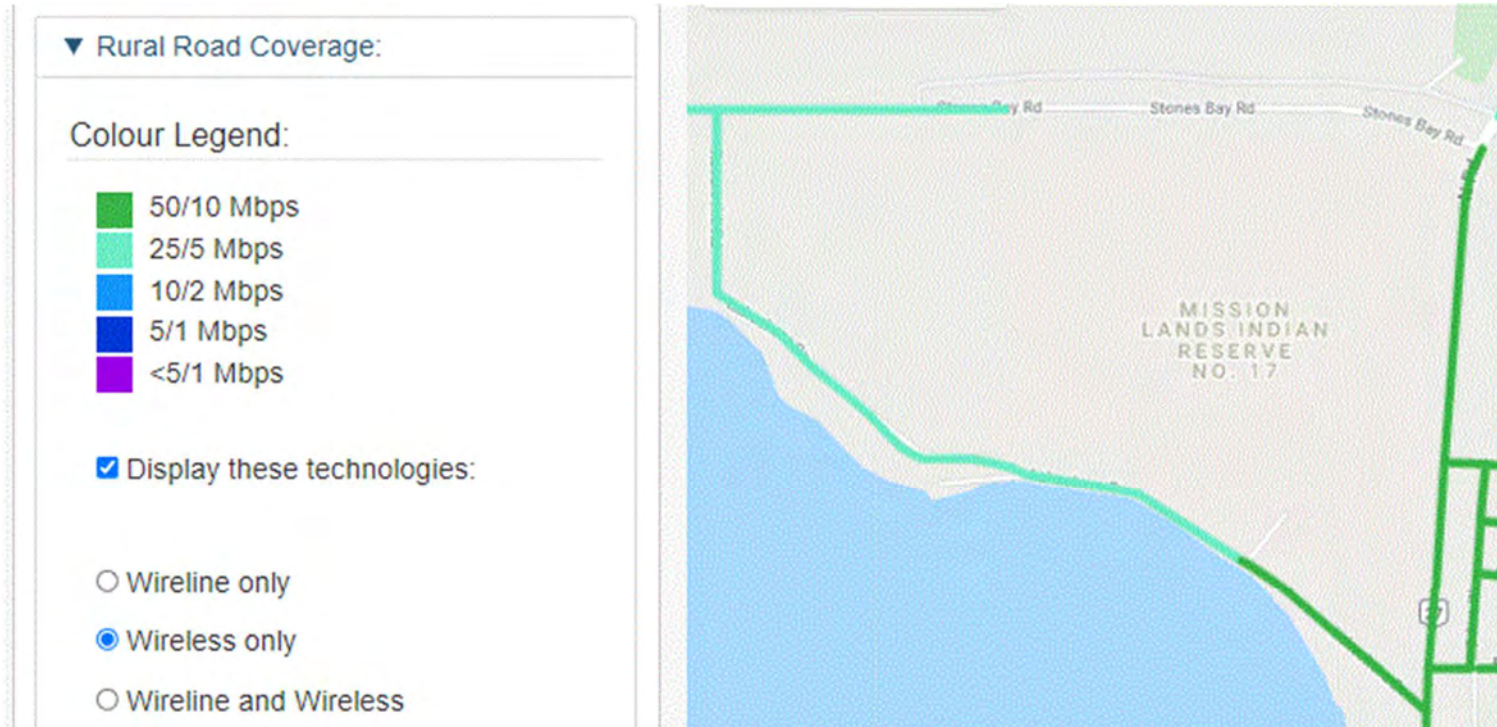 ▼ Rural Road Coverage:
Colour Legend:
50/10 Mbps
25/5 Mbps
10/2 Mbps
5/1 Mbps
<5/1 Mbps
Display these technologies:
Wireline only
Wireless only
Wireline and Wireless
Stones Bay Rd
Stones Bay Rd
Stones Bay Rd
MISSION
LANDS INDIAN
RESERVE
NO. 17
27